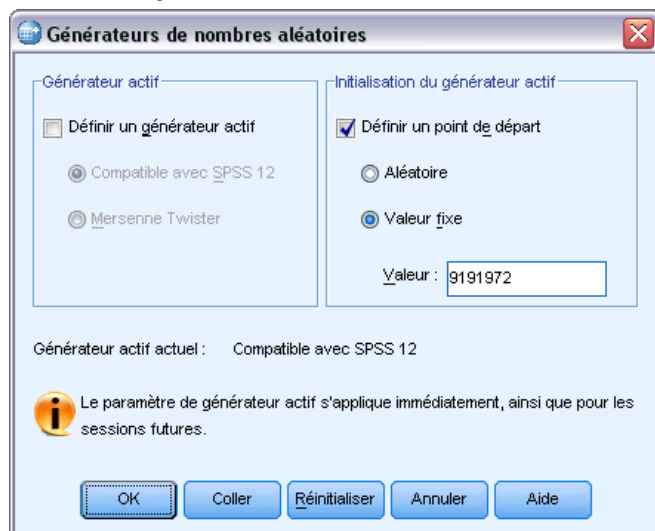 Générateurs de nombres aléatoires
Générateur actif
Définir un générateur actif
Compatible avec SPSS 12
Mersenne Twister
Initialisation du générateur actif
Définir un point de départ
Aléatoire
Valeur fixe
Valeur : 9191972
Générateur actif actuel : Compatible avec SPSS 12
Le paramètre de générateur actif s'applique immédiatement, ainsi que pour les
sessions futures.
OK Coller Réinitialiser Annuler Aide